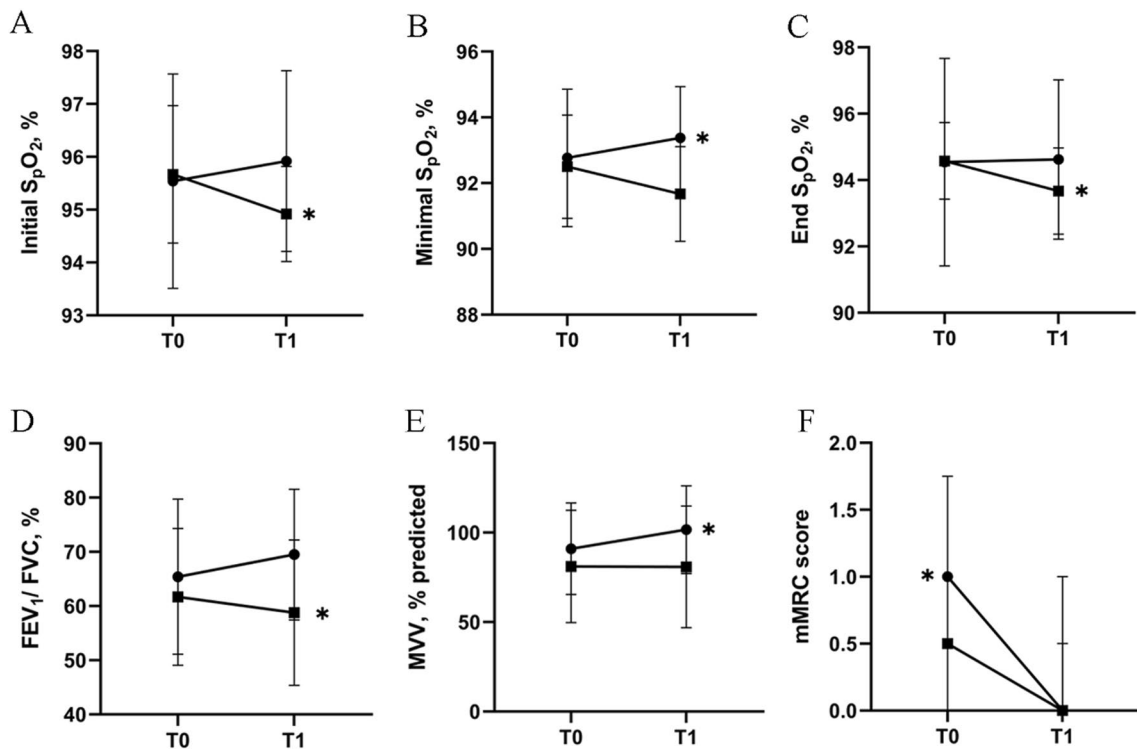 A
Initial SpO2, %
98
97
96
95
94
93
T0 T1
*
B
Minimal SpO2, %
96
94
92
90
88
T0 T1
*
C
End SpO2, %
98
96
94
92
90
T0 T1
*
D
FEV1/ FVC, %
90
80
70
60
50
40
T0 T1
*
E
MVV, % predicted
150
100
50
0
T0 T1
*
F
mMRC score
2.0
1.5
1.0
0.5
0.0
T0 T1
*